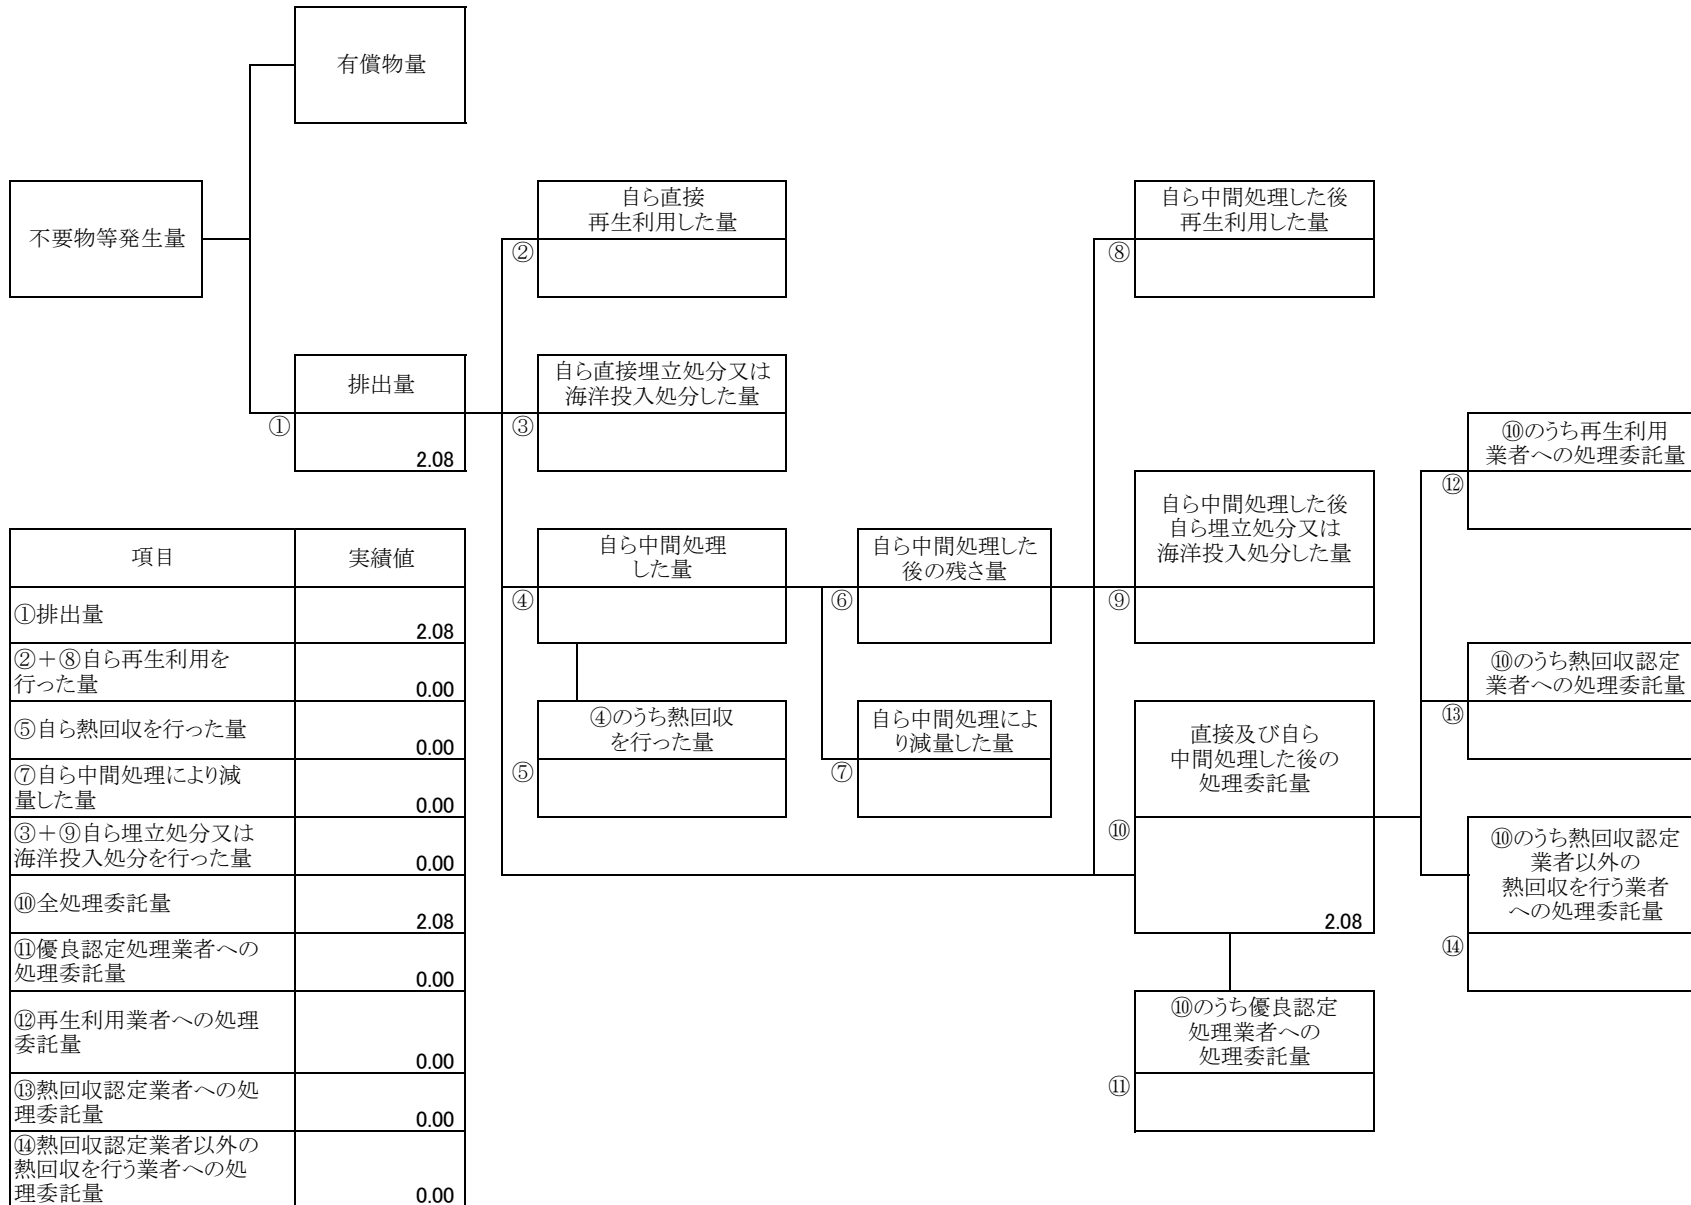 有償物量
不要物等発生量
自ら直接
再生利用した量
②
自ら中間処理した後
再生利用した量
⑧
排出量
①
2.08
自ら直接埋立処分又は
海洋投入処分した量
③
⑩のうち再生利用
業者への処理委託量
⑫
自ら中間処理
した量
④
自ら中間処理した
後の残さ量
⑥
自ら中間処理した後
自ら埋立処分又は
海洋投入処分した量
⑨
⑩のうち熱回収認定
業者への処理委託量
⑬
④のうち熱回収
を行った量
⑤
自ら中間処理によ
り減量した量
⑦
直接及び自ら
中間処理した後の
処理委託量
⑩
2.08
⑩のうち熱回収認定
業者以外の
熱回収を行う業者
への処理委託量
⑭
⑩のうち優良認定
処理業者への
処理委託量
⑪
項目 実績値
①排出量
2.08
②+⑧自ら再生利用を
行った量
0.00
⑤自ら熱回収を行った量
0.00
⑦自ら中間処理により減
量した量
0.00
③+⑨自ら埋立処分又は
海洋投入処分を行った量
0.00
⑩全処理委託量
2.08
⑪優良認定処理業者への
処理委託量
0.00
⑫再生利用業者への処理
委託量
0.00
⑬熱回収認定業者への処
理委託量
0.00
⑭熱回収認定業者以外の
熱回収を行う業者への処
理委託量
0.00